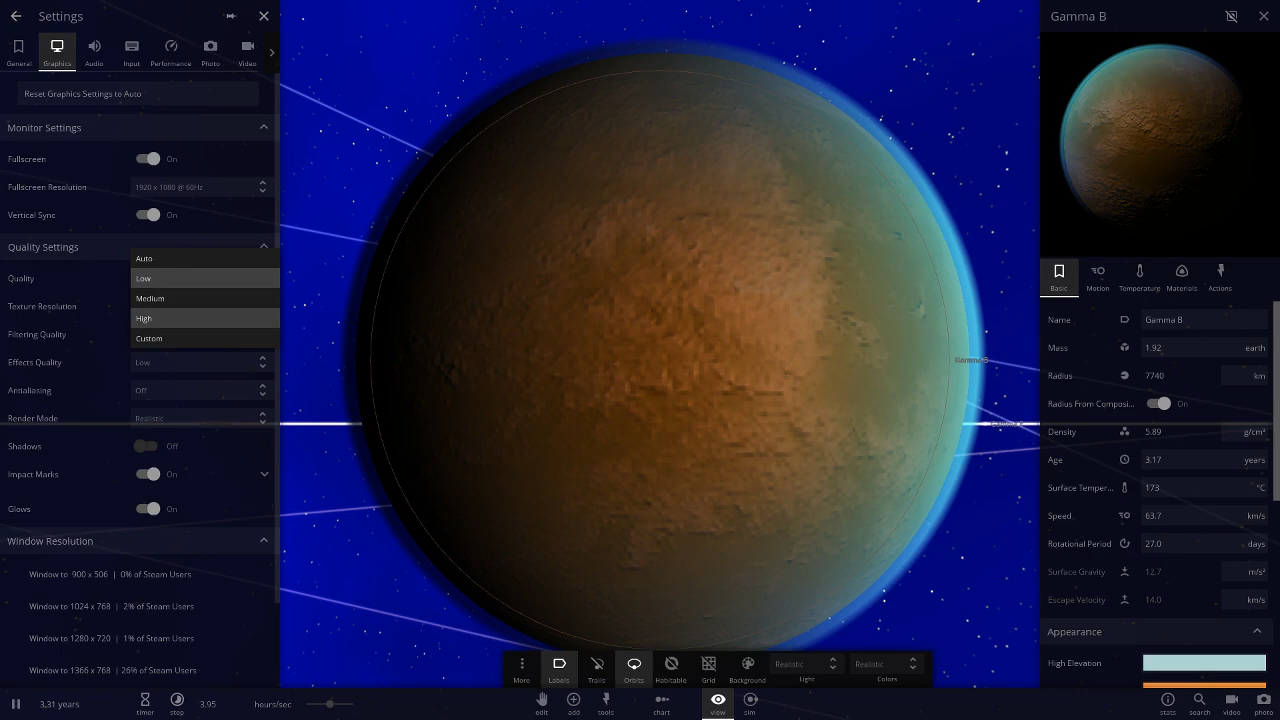 Settings
General Graphics Audio Input Performance Photo Video
Reset Graphics Settings to Auto
Monitor Settings
Fullscreen On
Fullscreen Resolution 1920 x 1080 @ 60Hz
Vertical Sync On
Quality Settings
Auto
Quality Low
Medium
Texture Resolution
High
Filtering Quality
Custom
Effects Quality Low
Antialiasing Off
Render Mode Realistic
Shadows Off
Impact Marks On
Glows On
Window Resolution
Window to 900 x 506 | 0% of Steam Users
Window to 1024 x 768 | 2% of Steam Users
Window to 1280 x 720 | 1% of Steam Users
Window to 1366 x 768 | 26% of Steam Users
Gamma B
More Labels Trails Orbits Habitable Grid Background
Realistic
Light
Realistic
Colors
3.31 years timer step 3.95 hours/sec
edit add tools chart view sim
stats search video photo
Gamma B
Basic Motion Temperature Materials Actions
Name Gamma B
Mass 1.92 earth
Radius 7740 km
Radius From Composi... On
Density 5.89 g/cm³
Age 3.17 years
Surface Temper... 173 °C
Speed 63.7 km/s
Rotational Period 27.0 days
Surface Gravity 12.7 m/s²
Escape Velocity 14.0 km/s
Appearance
High Elevation